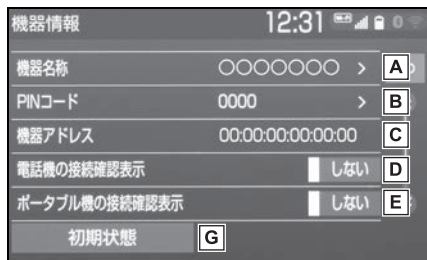 機器情報 12:31
機器名称 ○○○○○○○ > A
PINコード 0000 > B
機器アドレス 00:00:00:00:00:00 C
電話機の接続確認表示 しない D
ポータブル機の接続確認表示 しない E
初期状態 G